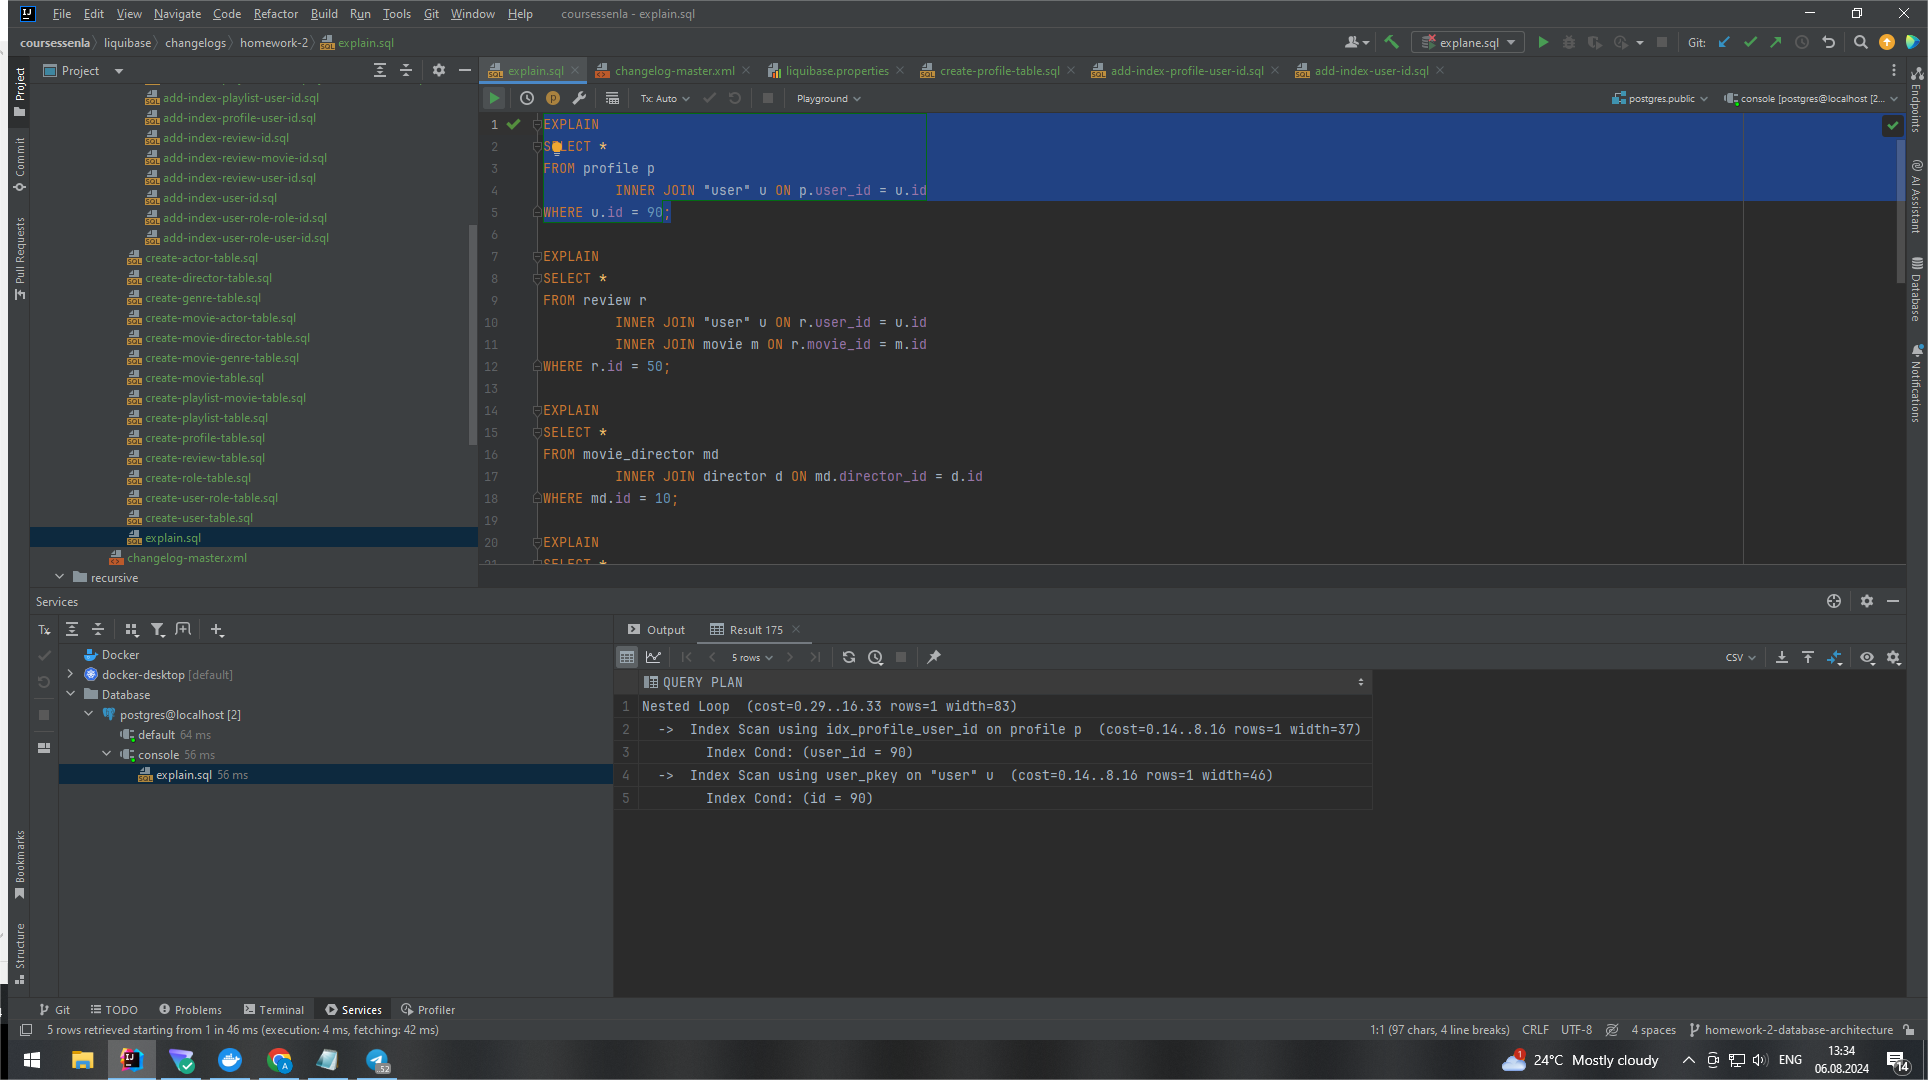 File Edit View Navigate Code Refactor Build Run Tools Git Window Help coursessenla - explain.sql
coursessenla liquibase changelogs homework-2 explain.sql
explane.sql Git:
Project
explain.sql changelog-master.xml liquibase.properties create-profile-table.sql add-index-profile-user-id.sql add-index-user-id.sql
Tx: Auto Playground postgres.public console [postgres@localhost [2...
Project
Commit
Pull Requests
Bookmarks
Structure
add-index-playlist-user-id.sql
add-index-profile-user-id.sql
add-index-review-id.sql
add-index-review-movie-id.sql
add-index-review-user-id.sql
add-index-user-id.sql
add-index-user-role-role-id.sql
add-index-user-role-user-id.sql
create-actor-table.sql
create-director-table.sql
create-genre-table.sql
create-movie-actor-table.sql
create-movie-director-table.sql
create-movie-genre-table.sql
create-movie-table.sql
create-playlist-movie-table.sql
create-playlist-table.sql
create-profile-table.sql
create-review-table.sql
create-role-table.sql
create-user-role-table.sql
create-user-table.sql
explain.sql
changelog-master.xml
recursive
1 EXPLAIN
2 SELECT *
3 FROM profile p
4 INNER JOIN "user" u ON p.user_id = u.id
5 WHERE u.id = 90;
6
7 EXPLAIN
8 SELECT *
9 FROM review r
10 INNER JOIN "user" u ON r.user_id = u.id
11 INNER JOIN movie m ON r.movie_id = m.id
12 WHERE r.id = 50;
13
14 EXPLAIN
15 SELECT *
16 FROM movie_director md
17 INNER JOIN director d ON md.director_id = d.id
18 WHERE md.id = 10;
19
20 EXPLAIN
21 SELECT *
Endpoints
AI Assistant
Database
Notifications
Services
Tx
Docker
docker-desktop [default]
Database
postgres@localhost [2]
default 64 ms
console 56 ms
explain.sql 56 ms
Output Result 175
5 rows CSV
QUERY PLAN
1 Nested Loop (cost=0.29..16.33 rows=1 width=83)
2 -> Index Scan using idx_profile_user_id on profile p (cost=0.14..8.16 rows=1 width=37)
3 Index Cond: (user_id = 90)
4 -> Index Scan using user_pkey on "user" u (cost=0.14..8.16 rows=1 width=46)
5 Index Cond: (id = 90)
Git TODO Problems Terminal Services Profiler
5 rows retrieved starting from 1 in 46 ms (execution: 4 ms, fetching: 42 ms) 1:1 (97 chars, 4 line breaks) CRLF UTF-8 4 spaces homework-2-database-architecture
24°C Mostly cloudy ENG 13:34
06.08.2024